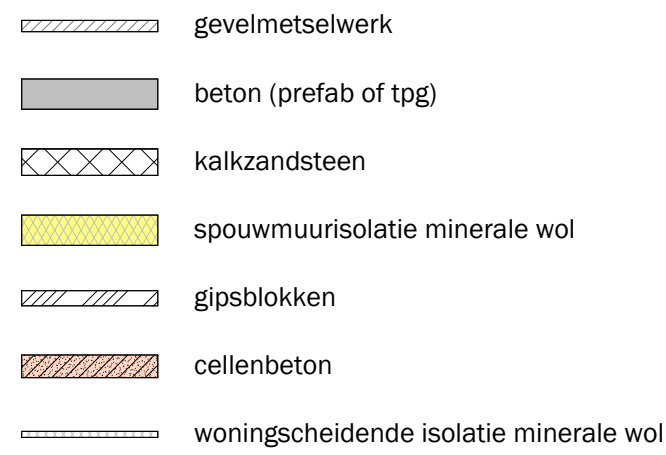 gevelmetselwerk
beton (prefab of tpg)
kalkzandsteen
spouwmuurisolatie minerale wol
gipsblokken
cellenbeton
woningscheidende isolatie minerale wol